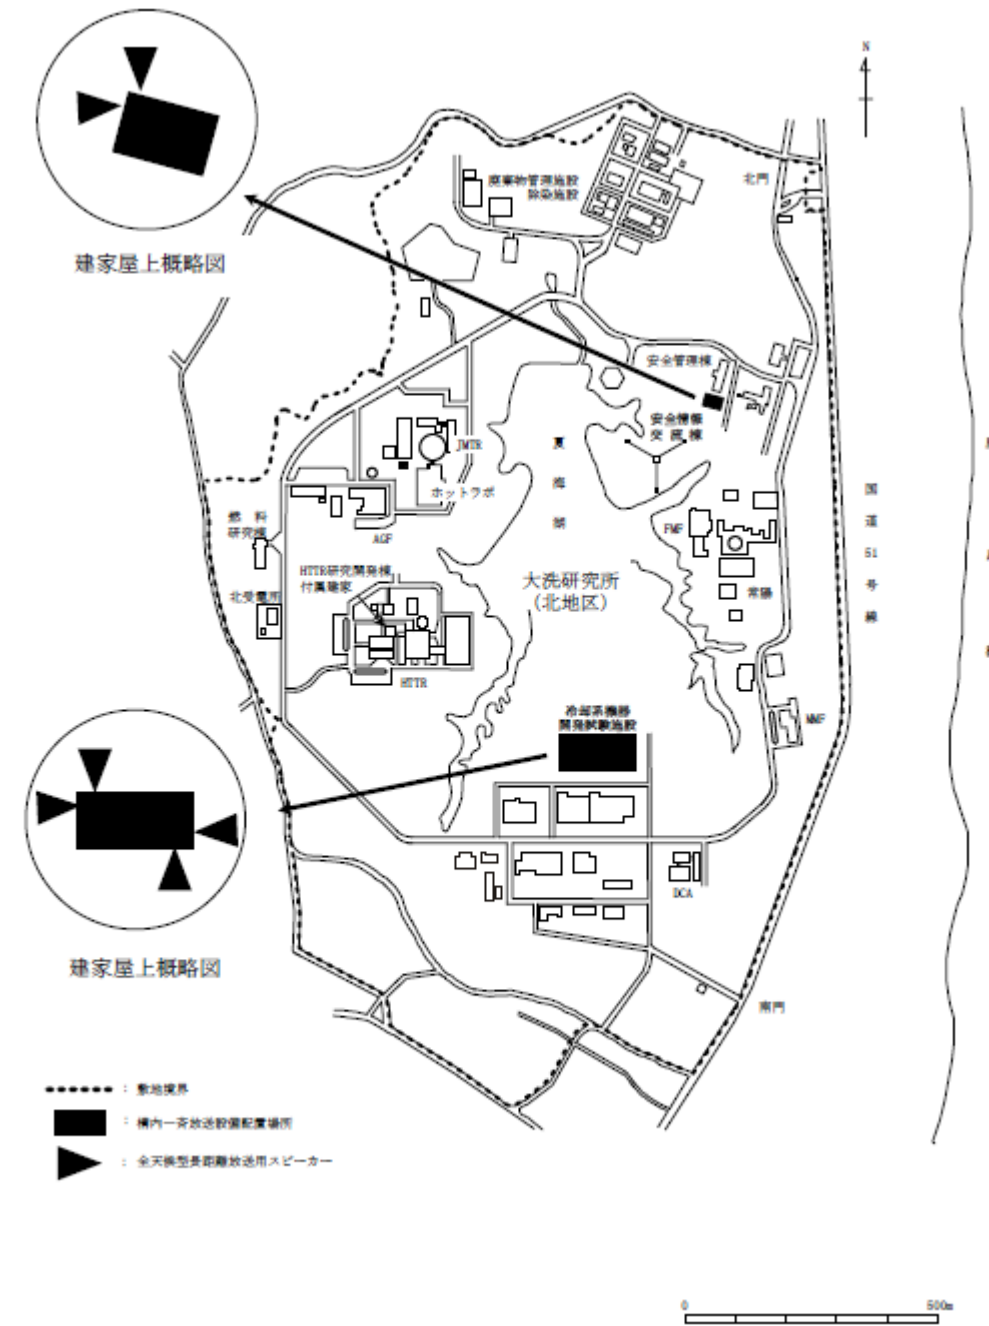 N
北門
廃棄物管理施設
除染施設
建家屋上概略図
安全管理棟
安全情報
交流棟
夏海湖
JMTR
ホットラボ
国道51号線
燃料
研究棟
AGF
FMF
HTTR研究開発棟
付属建家
大洗研究所
(北地区)
北受電所
常陽
HTTR
冷却系機器
開発試験施設
MMF
DCA
建家屋上概略図
南門
: 敷地境界
: 構内一斉放送設備配置場所
: 全天候型長距離放送用スピーカー
0 500m